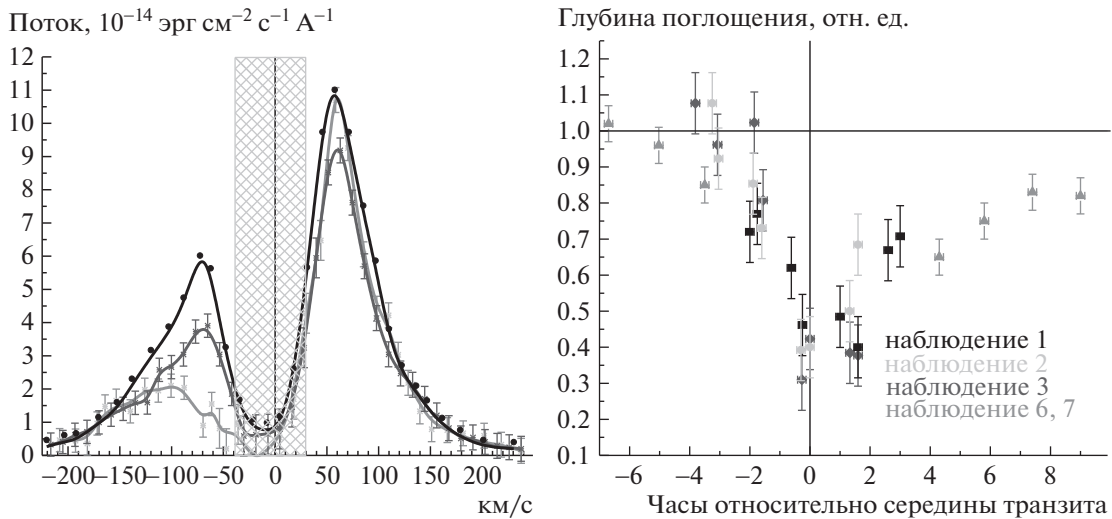 Поток, 10⁻¹⁴ эрг см⁻² с⁻¹ А⁻¹
12
11
10
9
8
7
6
5
4
3
2
1
0
−200 −150 −100 −50 0 50 100 150 200
км/с
Глубина поглощения, отн. ед.
1.2
1.1
1.0
0.9
0.8
0.7
0.6
0.5
0.4
0.3
0.2
0.1
наблюдение 1
наблюдение 2
наблюдение 3
наблюдение 6, 7
−6 −4 −2 0 2 4 6 8
Часы относительно середины транзита